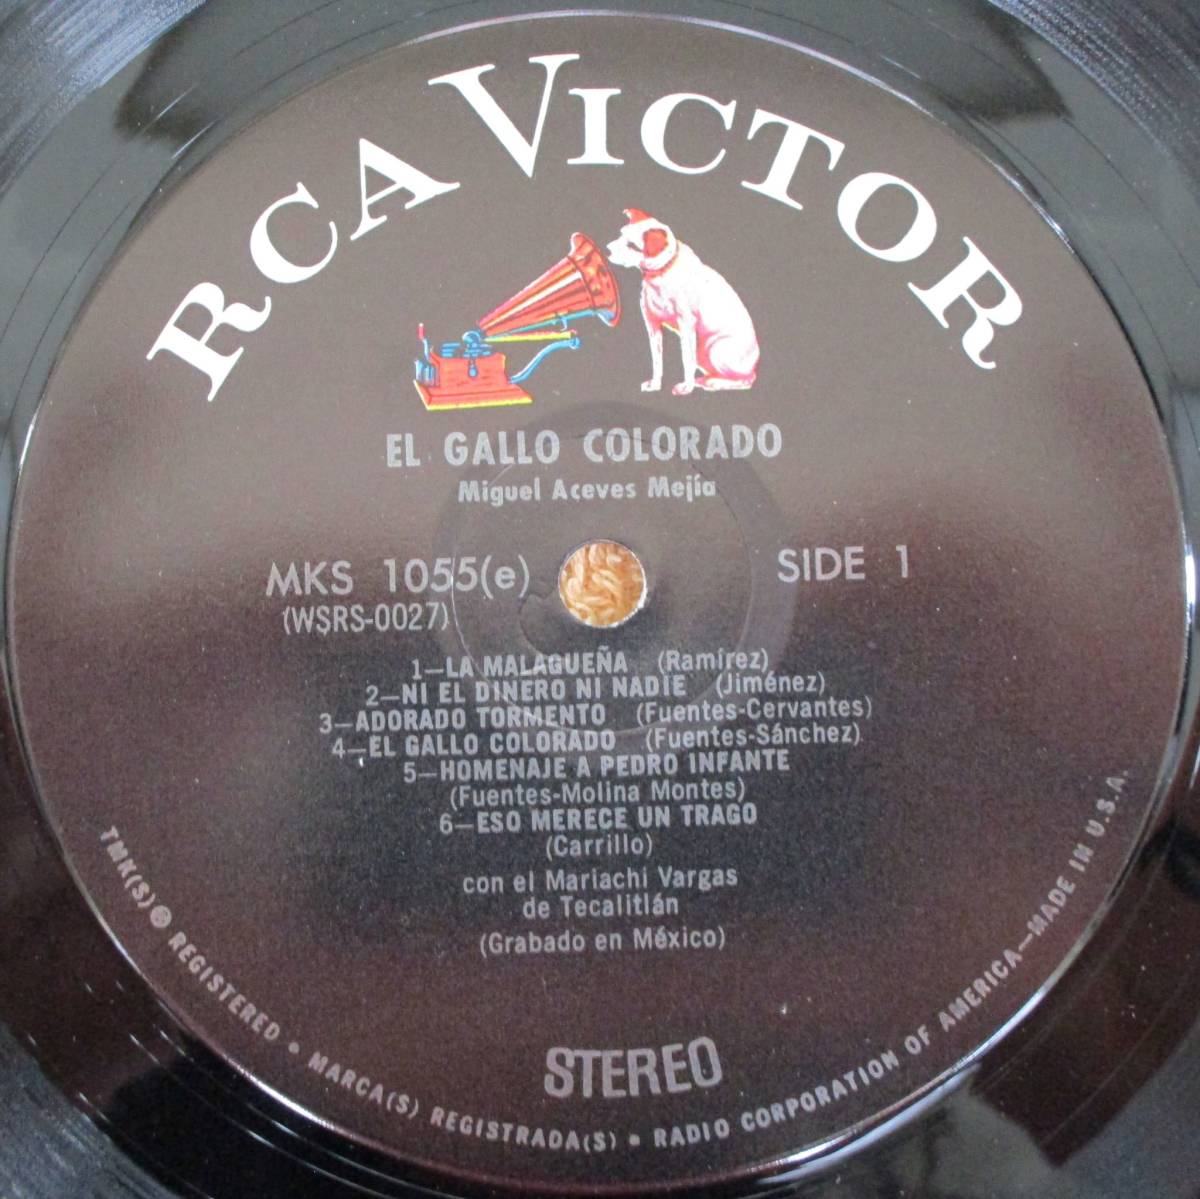 RCA VICTOR
EL GALLO COLORADO
Miguel Aceves Mejía
MKS 1055(e)
(WSRS-0027)
SIDE 1
1—LA MALAGUEÑA (Ramírez)
2—NI EL DINERO NI NADIE (Jiménez)
3—ADORADO TORMENTO (Fuentes-Cervantes)
4—EL GALLO COLORADO (Fuentes-Sánchez)
5—HOMENAJE A PEDRO INFANTE
(Fuentes-Molina Montes)
6—ESO MERECE UN TRAGO
(Carrillo)
con el Mariachi Vargas
de Tecalitlán
(Grabado en México)
STEREO
TMK(S) ® REGISTERED • MARCA(S) REGISTRADA(S) • RADIO CORPORATION OF AMERICA—MADE IN U.S.A.